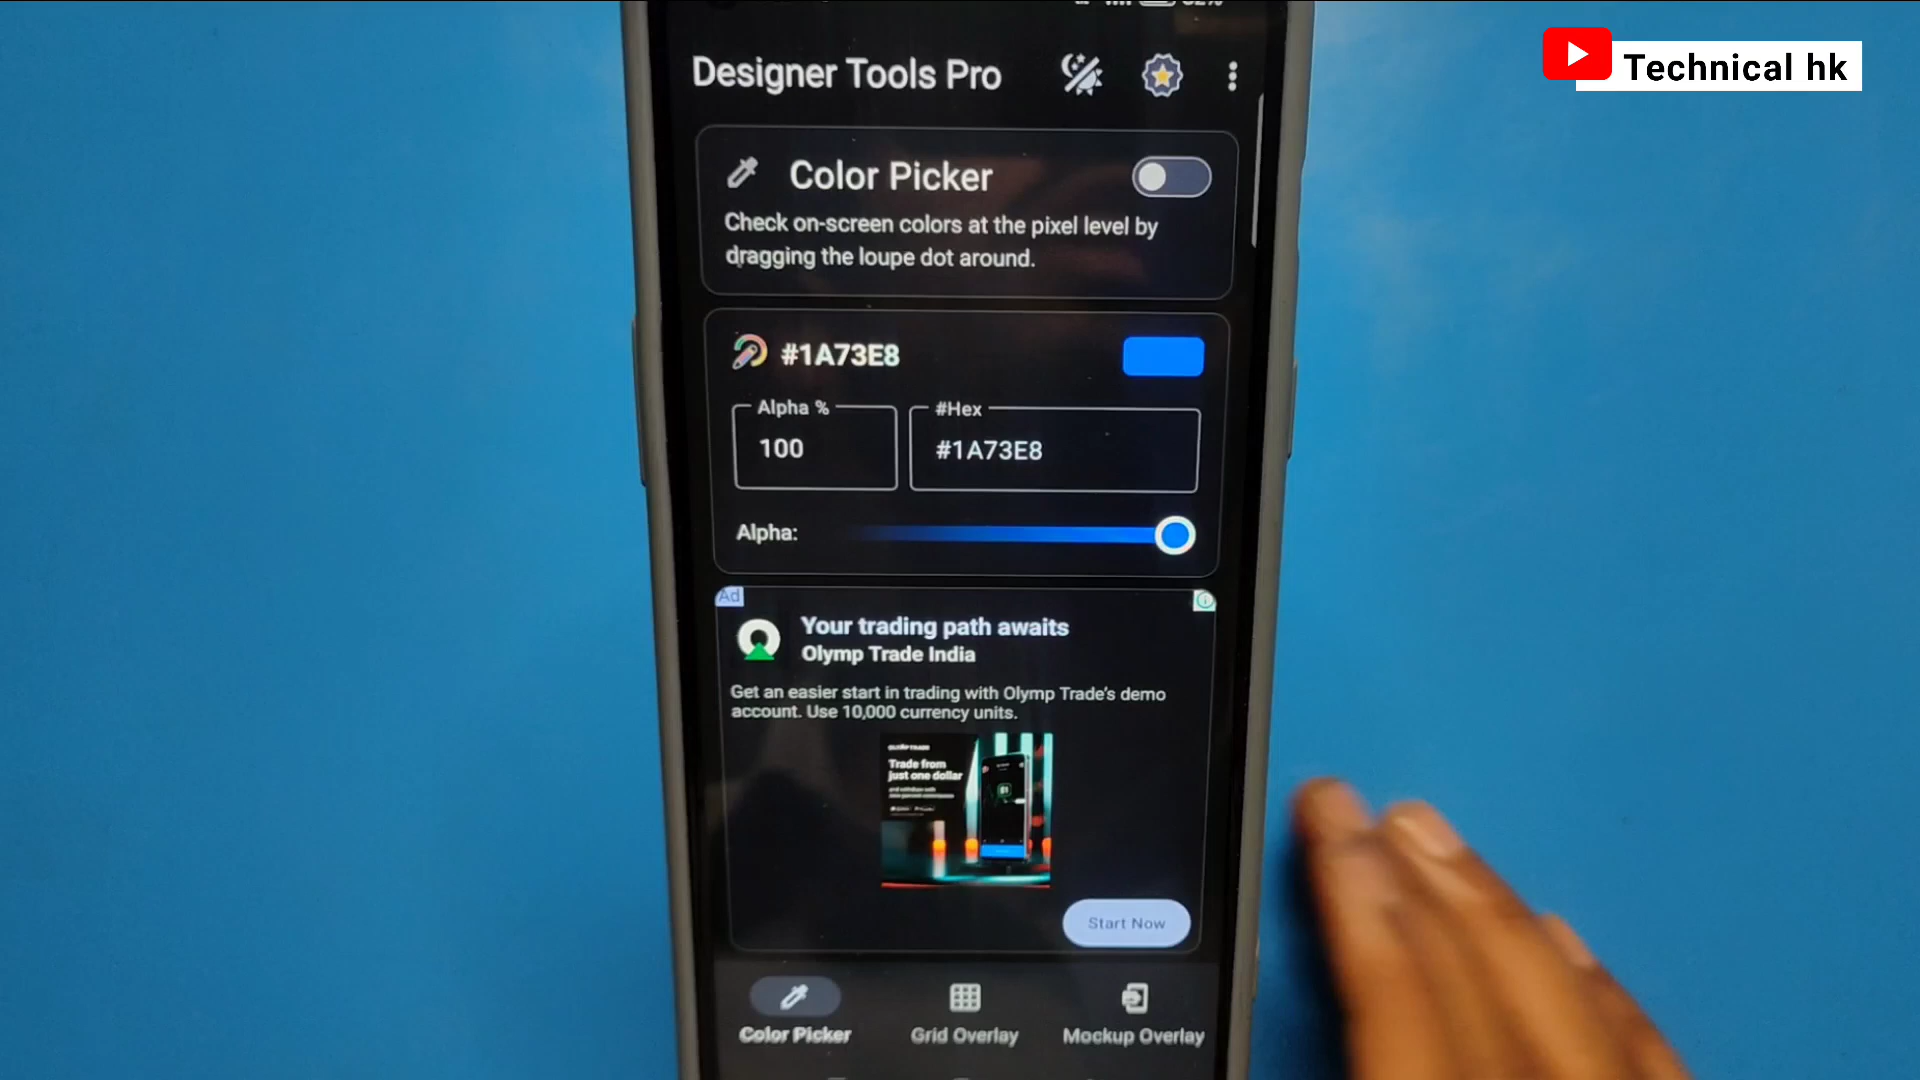 Technical hk
Designer Tools Pro
Color Picker
Check on-screen colors at the pixel level by
dragging the loupe dot around.
#1A73E8
Alpha %
#Hex
100
#1A73E8
Alpha:
Ad
Your trading path awaits
Olymp Trade India
Get an easier start in trading with Olymp Trade's demo
account. Use 10,000 currency units.
OLYMP TRADE
Trade from
just one dollar
$1
Start Now
Color Picker
Grid Overlay
Mockup Overlay